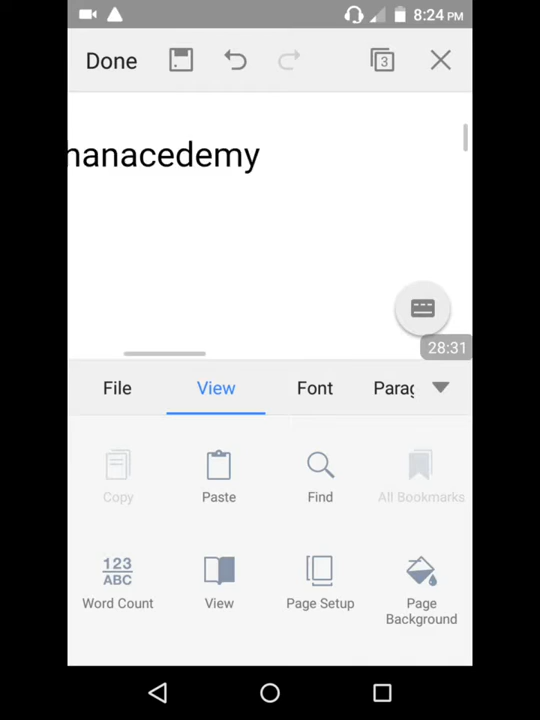 8:24 PM
Done
3
nanacedemy
28:31
File View Font Parag
Copy Paste Find All Bookmarks
123
ABC
Word Count View Page Setup Page
Background